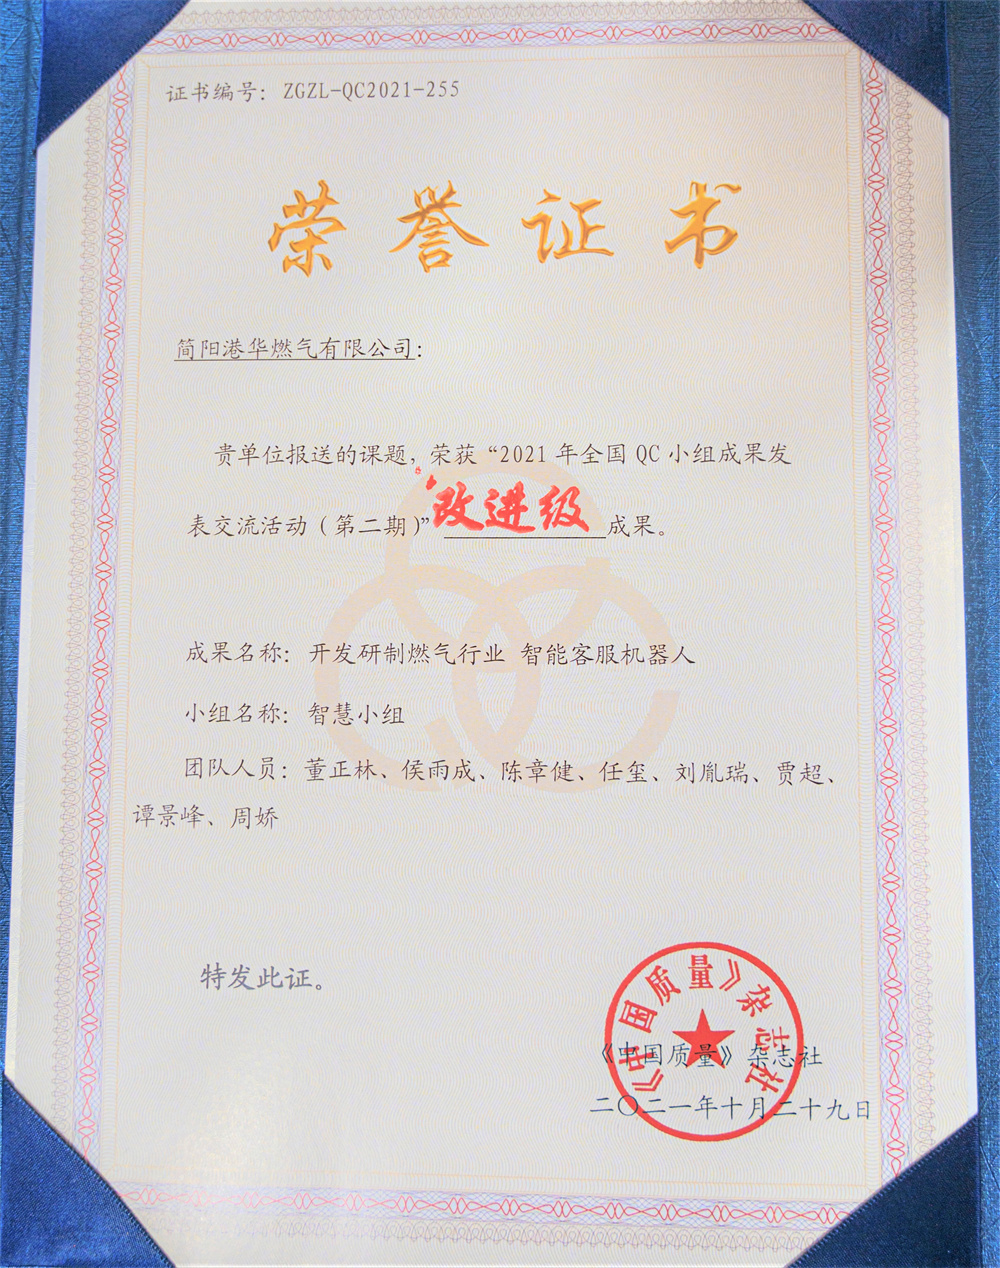 证书编号：ZGZL-QC2021-255
荣誉证书
简阳港华燃气有限公司：
贵单位报送的课题，荣获“2021年全国QC小组成果发
表交流活动（第二期）”改进级成果。
成果名称：开发研制燃气行业 智能客服机器人
小组名称：智慧小组
团队人员：董正林、侯雨成、陈章健、任玺、刘胤瑞、贾超、
谭景峰、周娇
特发此证。
《中国质量》杂志社
《中国质量》杂志社
二〇二一年十月二十九日